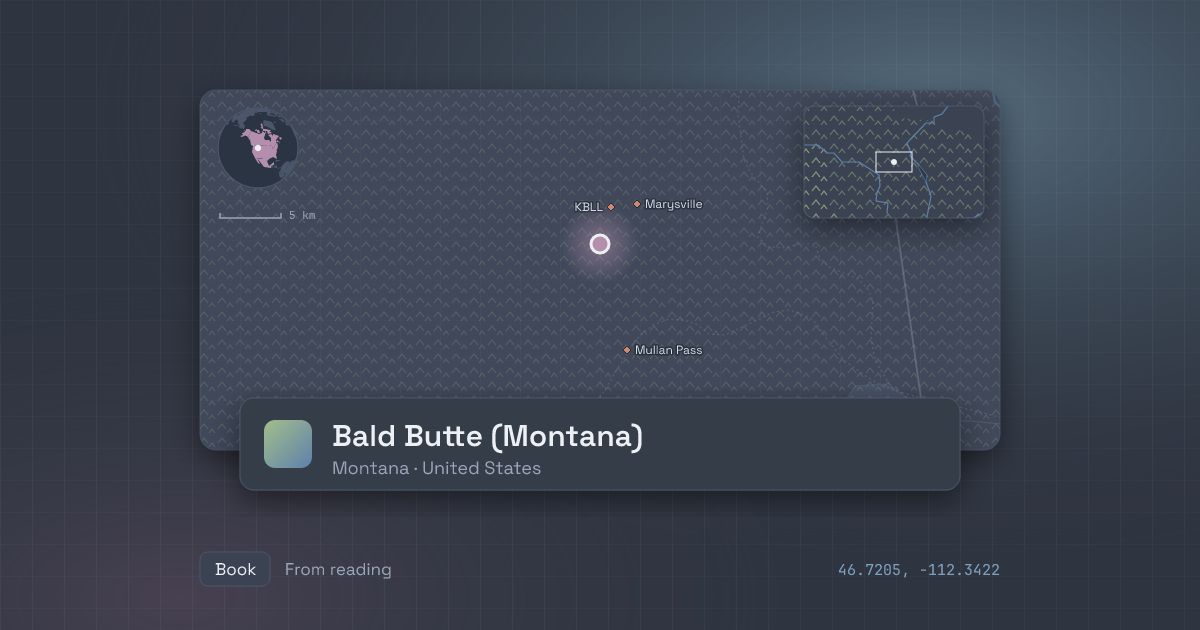 5 km
KBLL
Marysville
Mullan Pass
Bald Butte (Montana)
Montana · United States
Book
From reading
46.7205, -112.3422